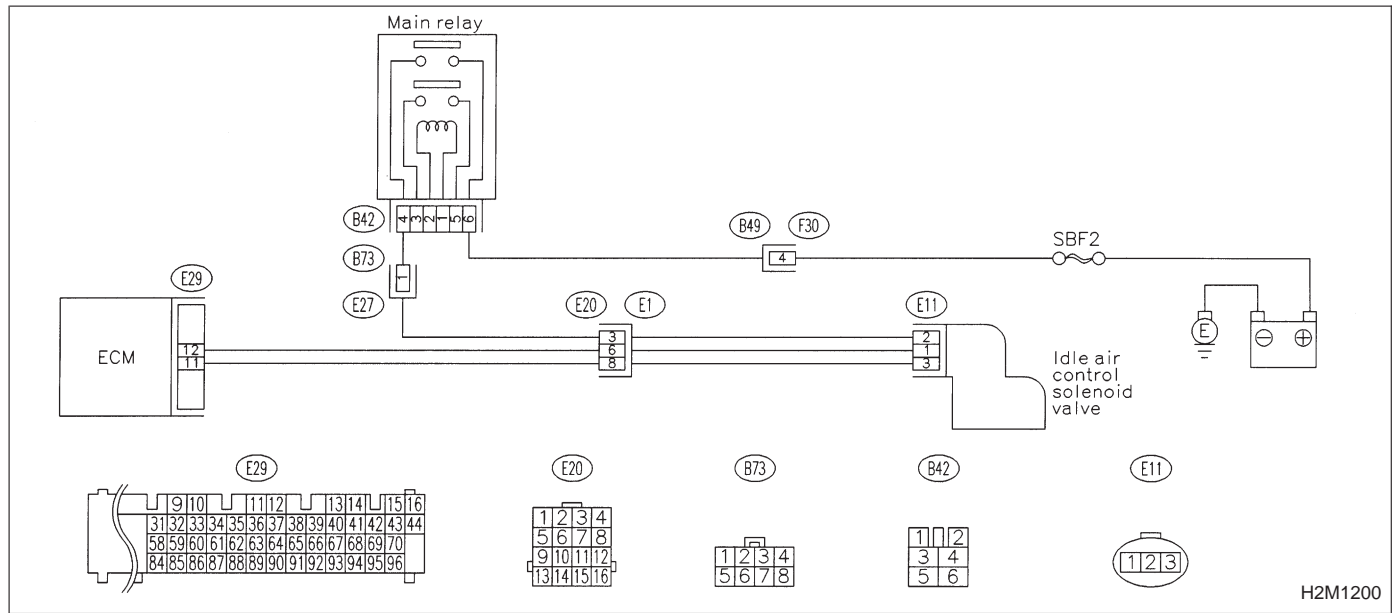 Main relay
B42
4 3 2 1 5 6
B49 F30
SBF2
B73
1
4
E29
E27
E20 E1
E11
E
⊖ ⊕
ECM
12
11
3
6
8
2
1
3
Idle air
control
solenoid
valve
E29
E20
B73
B42
E11
9 10 11 12 13 14 15 16
31 32 33 34 35 36 37 38 39 40 41 42 43 44
58 59 60 61 62 63 64 65 66 67 68 69 70
84 85 86 87 88 89 90 91 92 93 94 95 96
1 2 3 4
5 6 7 8
9 10 11 12
13 14 15 16
1 2 3 4
5 6 7 8
1 2
3 4
5 6
1 2 3
H2M1200